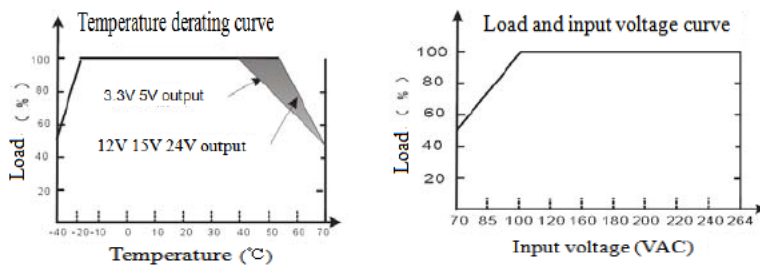 Temperature derating curve
Load （%）
100
80
60
40
20
3.3V 5V output
12V 15V 24V output
-40 -20 -10 0 10 20 30 40 50 60 70
Temperature (℃)
Load and input voltage curve
Load （%）
100
80
60
40
20
70 85 100 120 160 180 200 220 240 264
Input voltage (VAC)